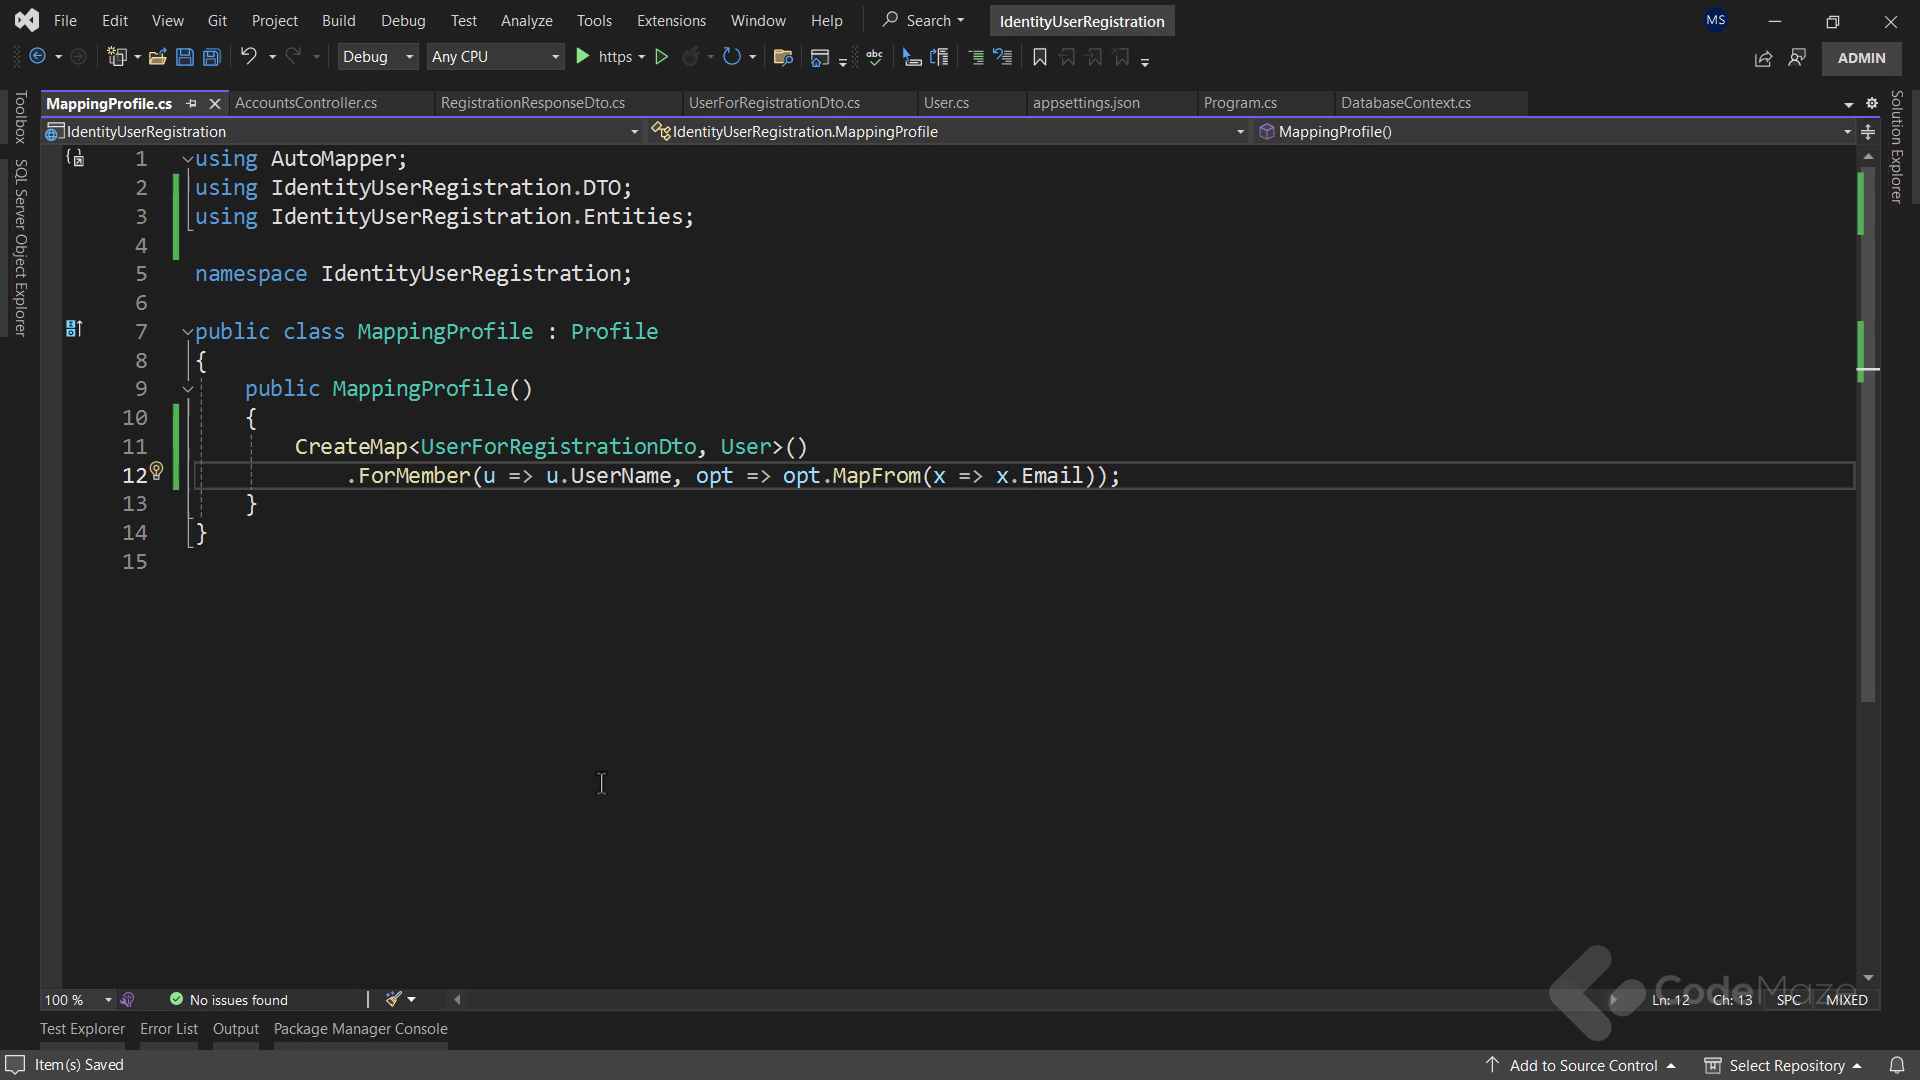 File Edit View Git Project Build Debug Test Analyze Tools Extensions Window Help Search IdentityUserRegistration MS
Debug Any CPU https ADMIN
MappingProfile.cs AccountsController.cs RegistrationResponseDto.cs UserForRegistrationDto.cs User.cs appsettings.json Program.cs DatabaseContext.cs
IdentityUserRegistration IdentityUserRegistration.MappingProfile MappingProfile()
Toolbox
SQL Server Object Explorer
Solution Explorer
1 using AutoMapper;
2 using IdentityUserRegistration.DTO;
3 using IdentityUserRegistration.Entities;
4
5 namespace IdentityUserRegistration;
6
7 public class MappingProfile : Profile
8 {
9 public MappingProfile()
10 {
11 CreateMap<UserForRegistrationDto, User>()
12 .ForMember(u => u.UserName, opt => opt.MapFrom(x => x.Email));
13 }
14 }
15
CodeMaze
100 % No issues found Ln: 12 Ch: 13 SPC MIXED
Test Explorer Error List Output Package Manager Console
Item(s) Saved Add to Source Control Select Repository